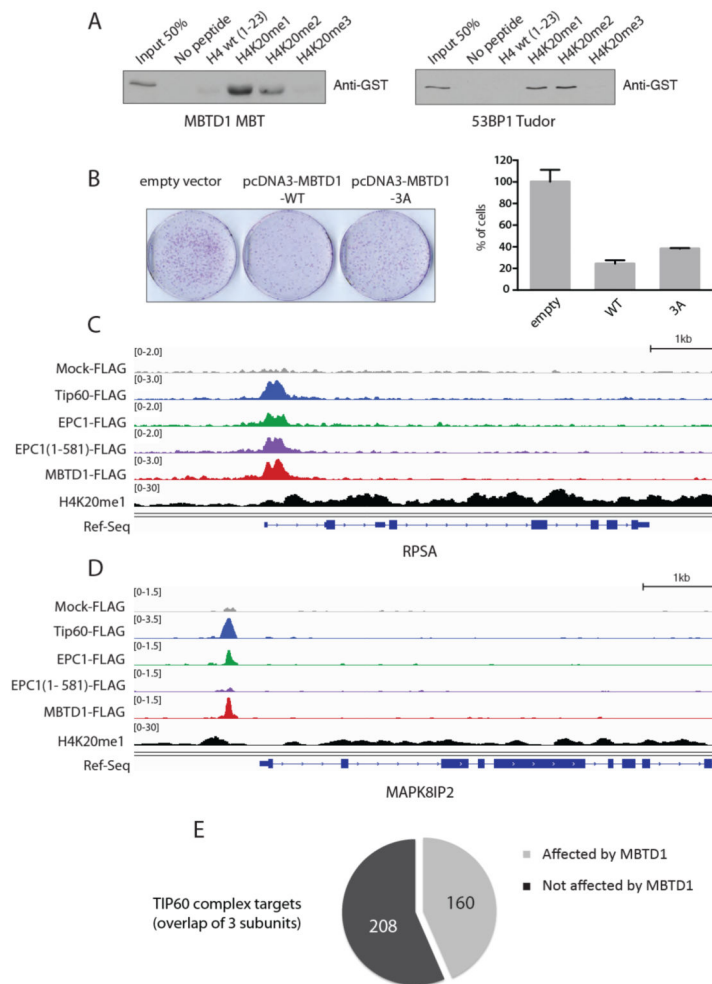 A
Input 50%
No peptide
H4 wt (1-23)
H4K20me1
H4K20me2
H4K20me3
Anti-GST
MBTD1 MBT
Input 50%
No peptide
H4 wt (1-23)
H4K20me1
H4K20me2
H4K20me3
Anti-GST
53BP1 Tudor
B
empty vector
pcDNA3-MBTD1
-WT
pcDNA3-MBTD1
-3A
% of cells
120
100
80
60
40
20
0
empty
WT
3A
C
1kb
Mock-FLAG
[0-2.0]
Tip60-FLAG
[0-3.0]
EPC1-FLAG
[0-2.0]
EPC1(1-581)-FLAG
[0-2.0]
MBTD1-FLAG
[0-3.0]
H4K20me1
[0-30]
Ref-Seq
RPSA
D
1kb
Mock-FLAG
[0-1.5]
Tip60-FLAG
[0-3.5]
EPC1-FLAG
[0-1.5]
EPC1(1- 581)-FLAG
[0-1.5]
MBTD1-FLAG
[0-1.5]
H4K20me1
[0-30]
Ref-Seq
MAPK8IP2
E
TIP60 complex targets
(overlap of 3 subunits)
208
160
Affected by MBTD1
Not affected by MBTD1